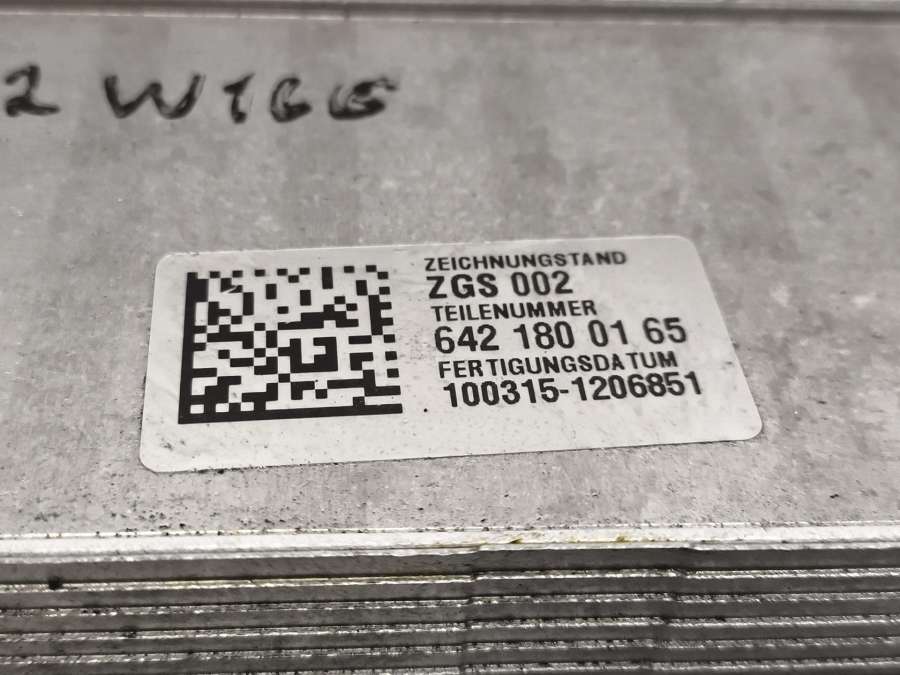 2 W166
ZEICHNUNGSTAND
ZGS 002
TEILENUMMER
642 180 01 65
FERTIGUNGSDATUM
100315-1206851